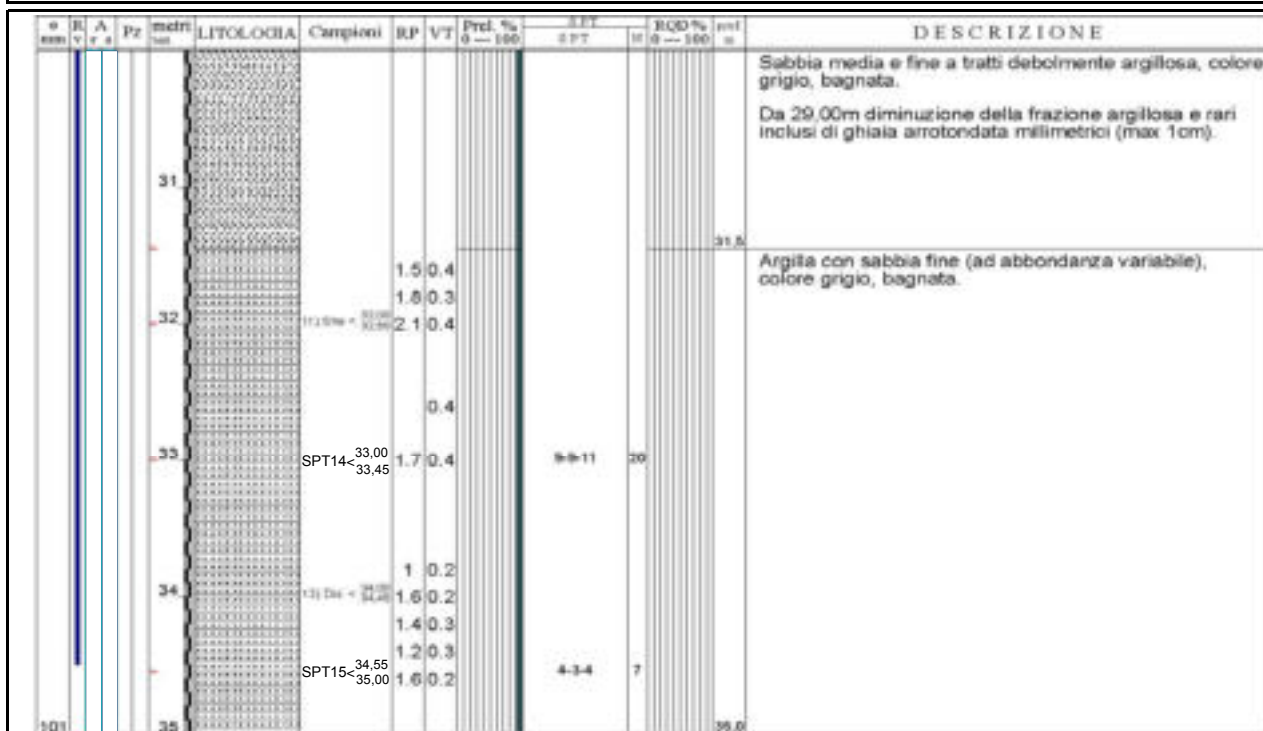 ø mm R v A r s Pz metri LITOLOGIA Campioni RP VT Prel. % 0 — 100 SPT S.P.T. N RQD % 0 — 100 prof. m DESCRIZIONE
Sabbia media e fine a tratti debolmente argillosa, colore
grigio, bagnata.
Da 29,00m diminuzione della frazione argillosa e rari
inclusi di ghiaia arrotondata millimetrici (max 1cm).
31
31,5
Argilla con sabbia fine (ad abbondanza variabile),
colore grigio, bagnata.
1.5 0.4
1.8 0.3
32 2.1 0.4
0.4
33 SPT14< 33,00 33,45 1.7 0.4 9-9-11 20
1 0.2
34 1.6 0.2
1.4 0.3
1.2 0.3
SPT15< 34,55 35,00 1.6 0.2 4-3-4 7
101 35 35,0